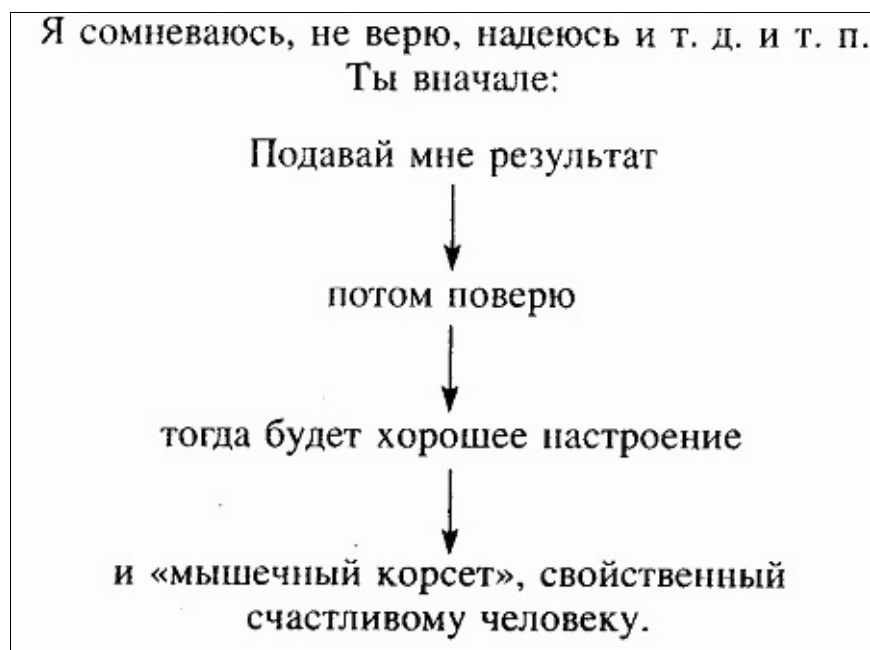 Я сомневаюсь, не верю, надеюсь и т. д. и т. п.
Ты вначале:
Подавай мне результат
потом поверю
тогда будет хорошее настроение
и «мышечный корсет», свойственный
счастливому человеку.